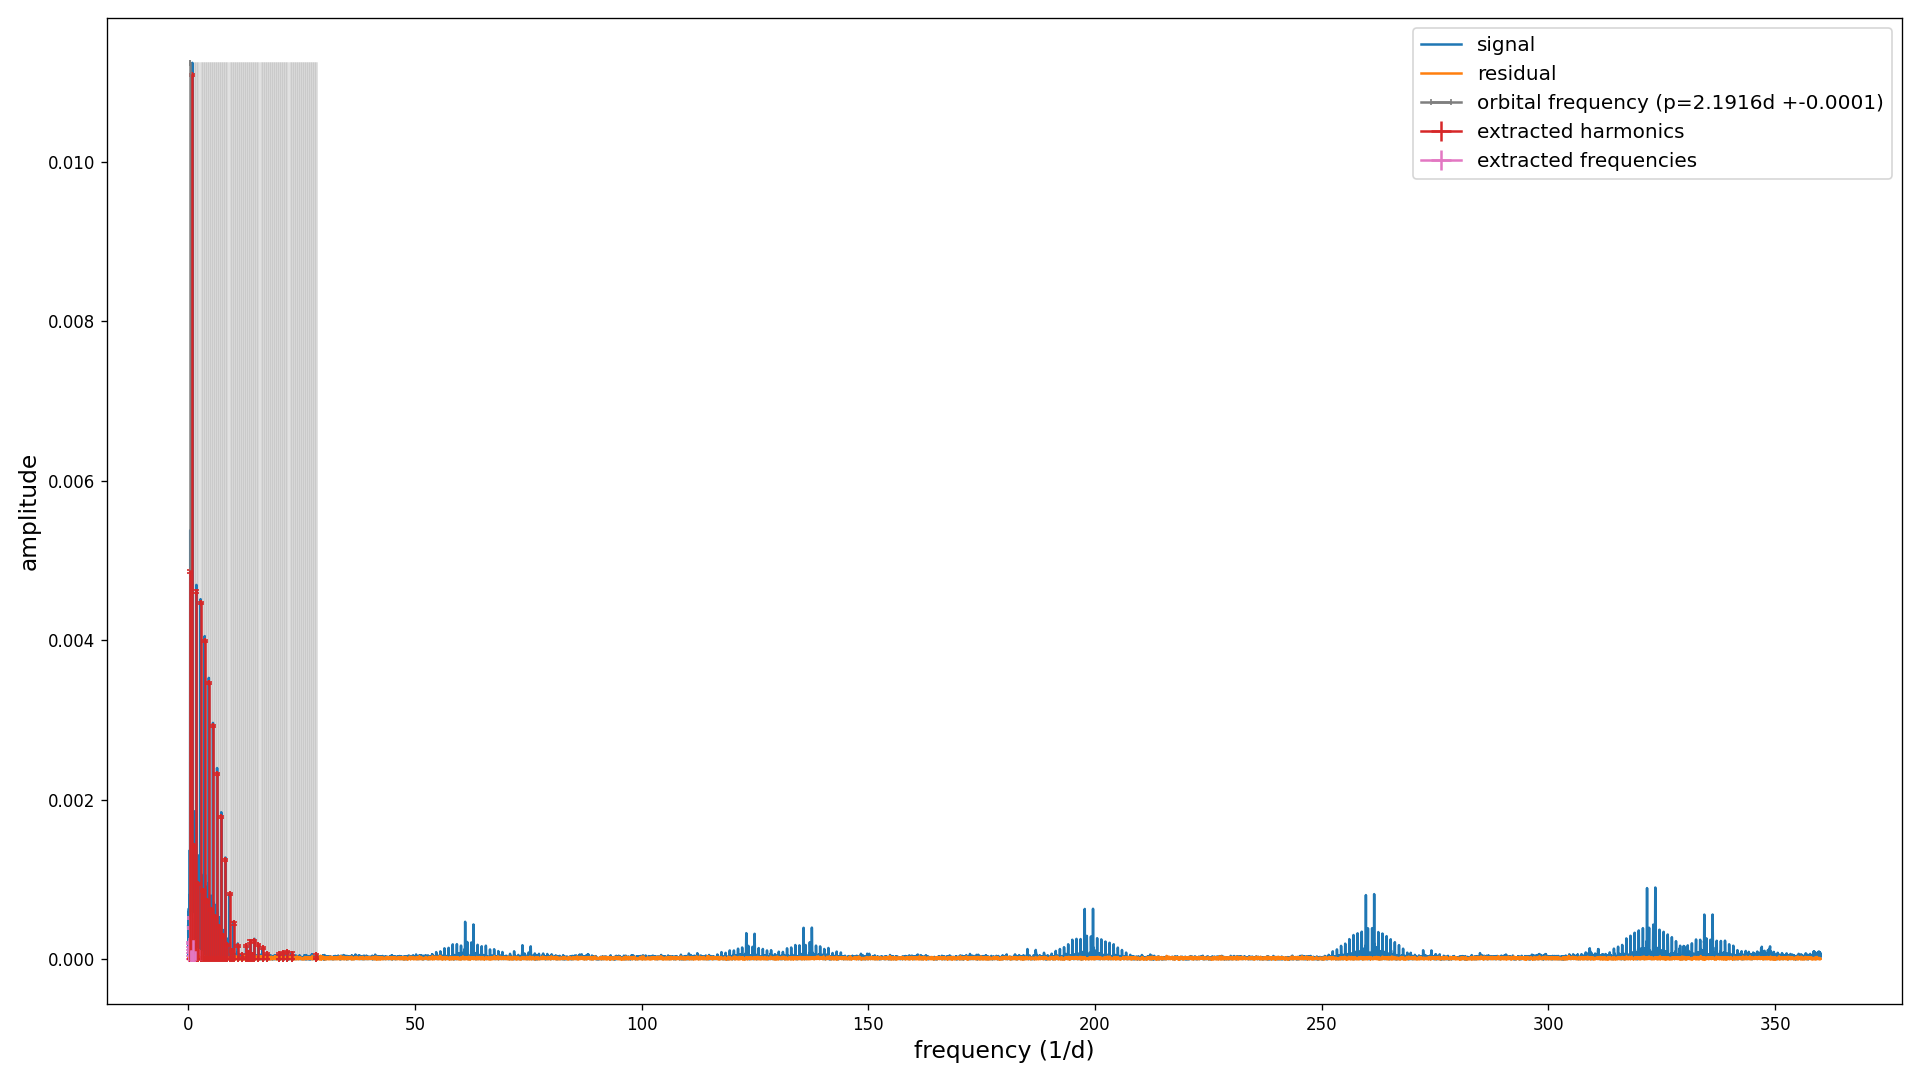 signal
residual
orbital frequency (p=2.1916d +-0.0001)
extracted harmonics
extracted frequencies
amplitude
0.010
0.008
0.006
0.004
0.002
0.000
0 50 100 150 200 250 300 350
frequency (1/d)